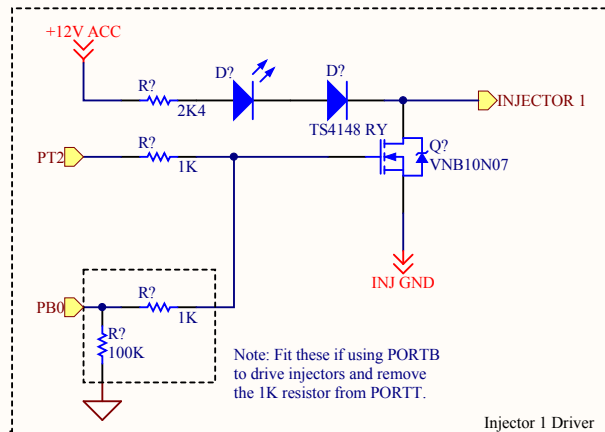 +12V ACC
R?
2K4
D?
D?
TS4148 RY
INJECTOR 1
PT2
R?
1K
Q?
VNB10N07
INJ GND
PB0
R?
1K
R?
100K
Note: Fit these if using PORTB
to drive injectors and remove
the 1K resistor from PORTT.
Injector 1 Driver